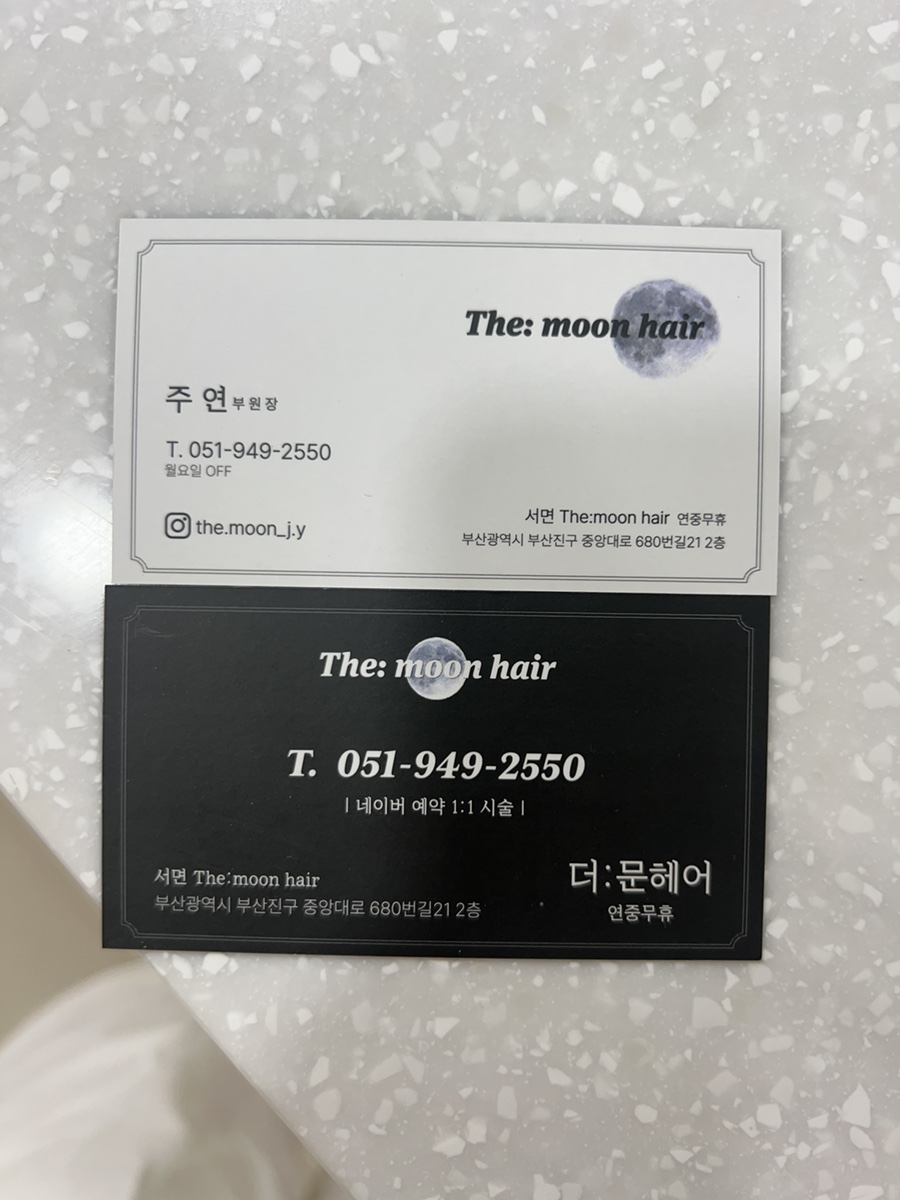 The: moon hair
주 연 부원장
T. 051-949-2550
월요일 OFF
the.moon_j.y
서면 The:moon hair 연중무휴
부산광역시 부산진구 중앙대로 680번길21 2층
The: moon hair
T. 051-949-2550
| 네이버 예약 1:1 시술 |
서면 The:moon hair
부산광역시 부산진구 중앙대로 680번길21 2층
더:문헤어
연중무휴